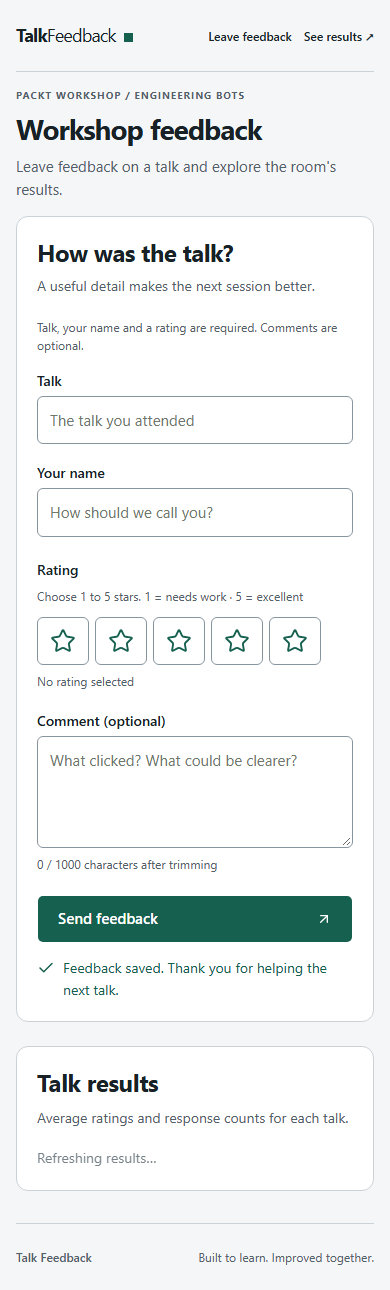 TalkFeedback
Leave feedback
See results ↗
PACKT WORKSHOP / ENGINEERING BOTS
Workshop feedback
Leave feedback on a talk and explore the room's
results.
How was the talk?
A useful detail makes the next session better.
Talk, your name and a rating are required. Comments are
optional.
Talk
The talk you attended
Your name
How should we call you?
Rating
Choose 1 to 5 stars. 1 = needs work · 5 = excellent
No rating selected
Comment (optional)
What clicked? What could be clearer?
0 / 1000 characters after trimming
Send feedback
Feedback saved. Thank you for helping the
next talk.
Talk results
Average ratings and response counts for each talk.
Refreshing results…
Talk Feedback
Built to learn. Improved together.